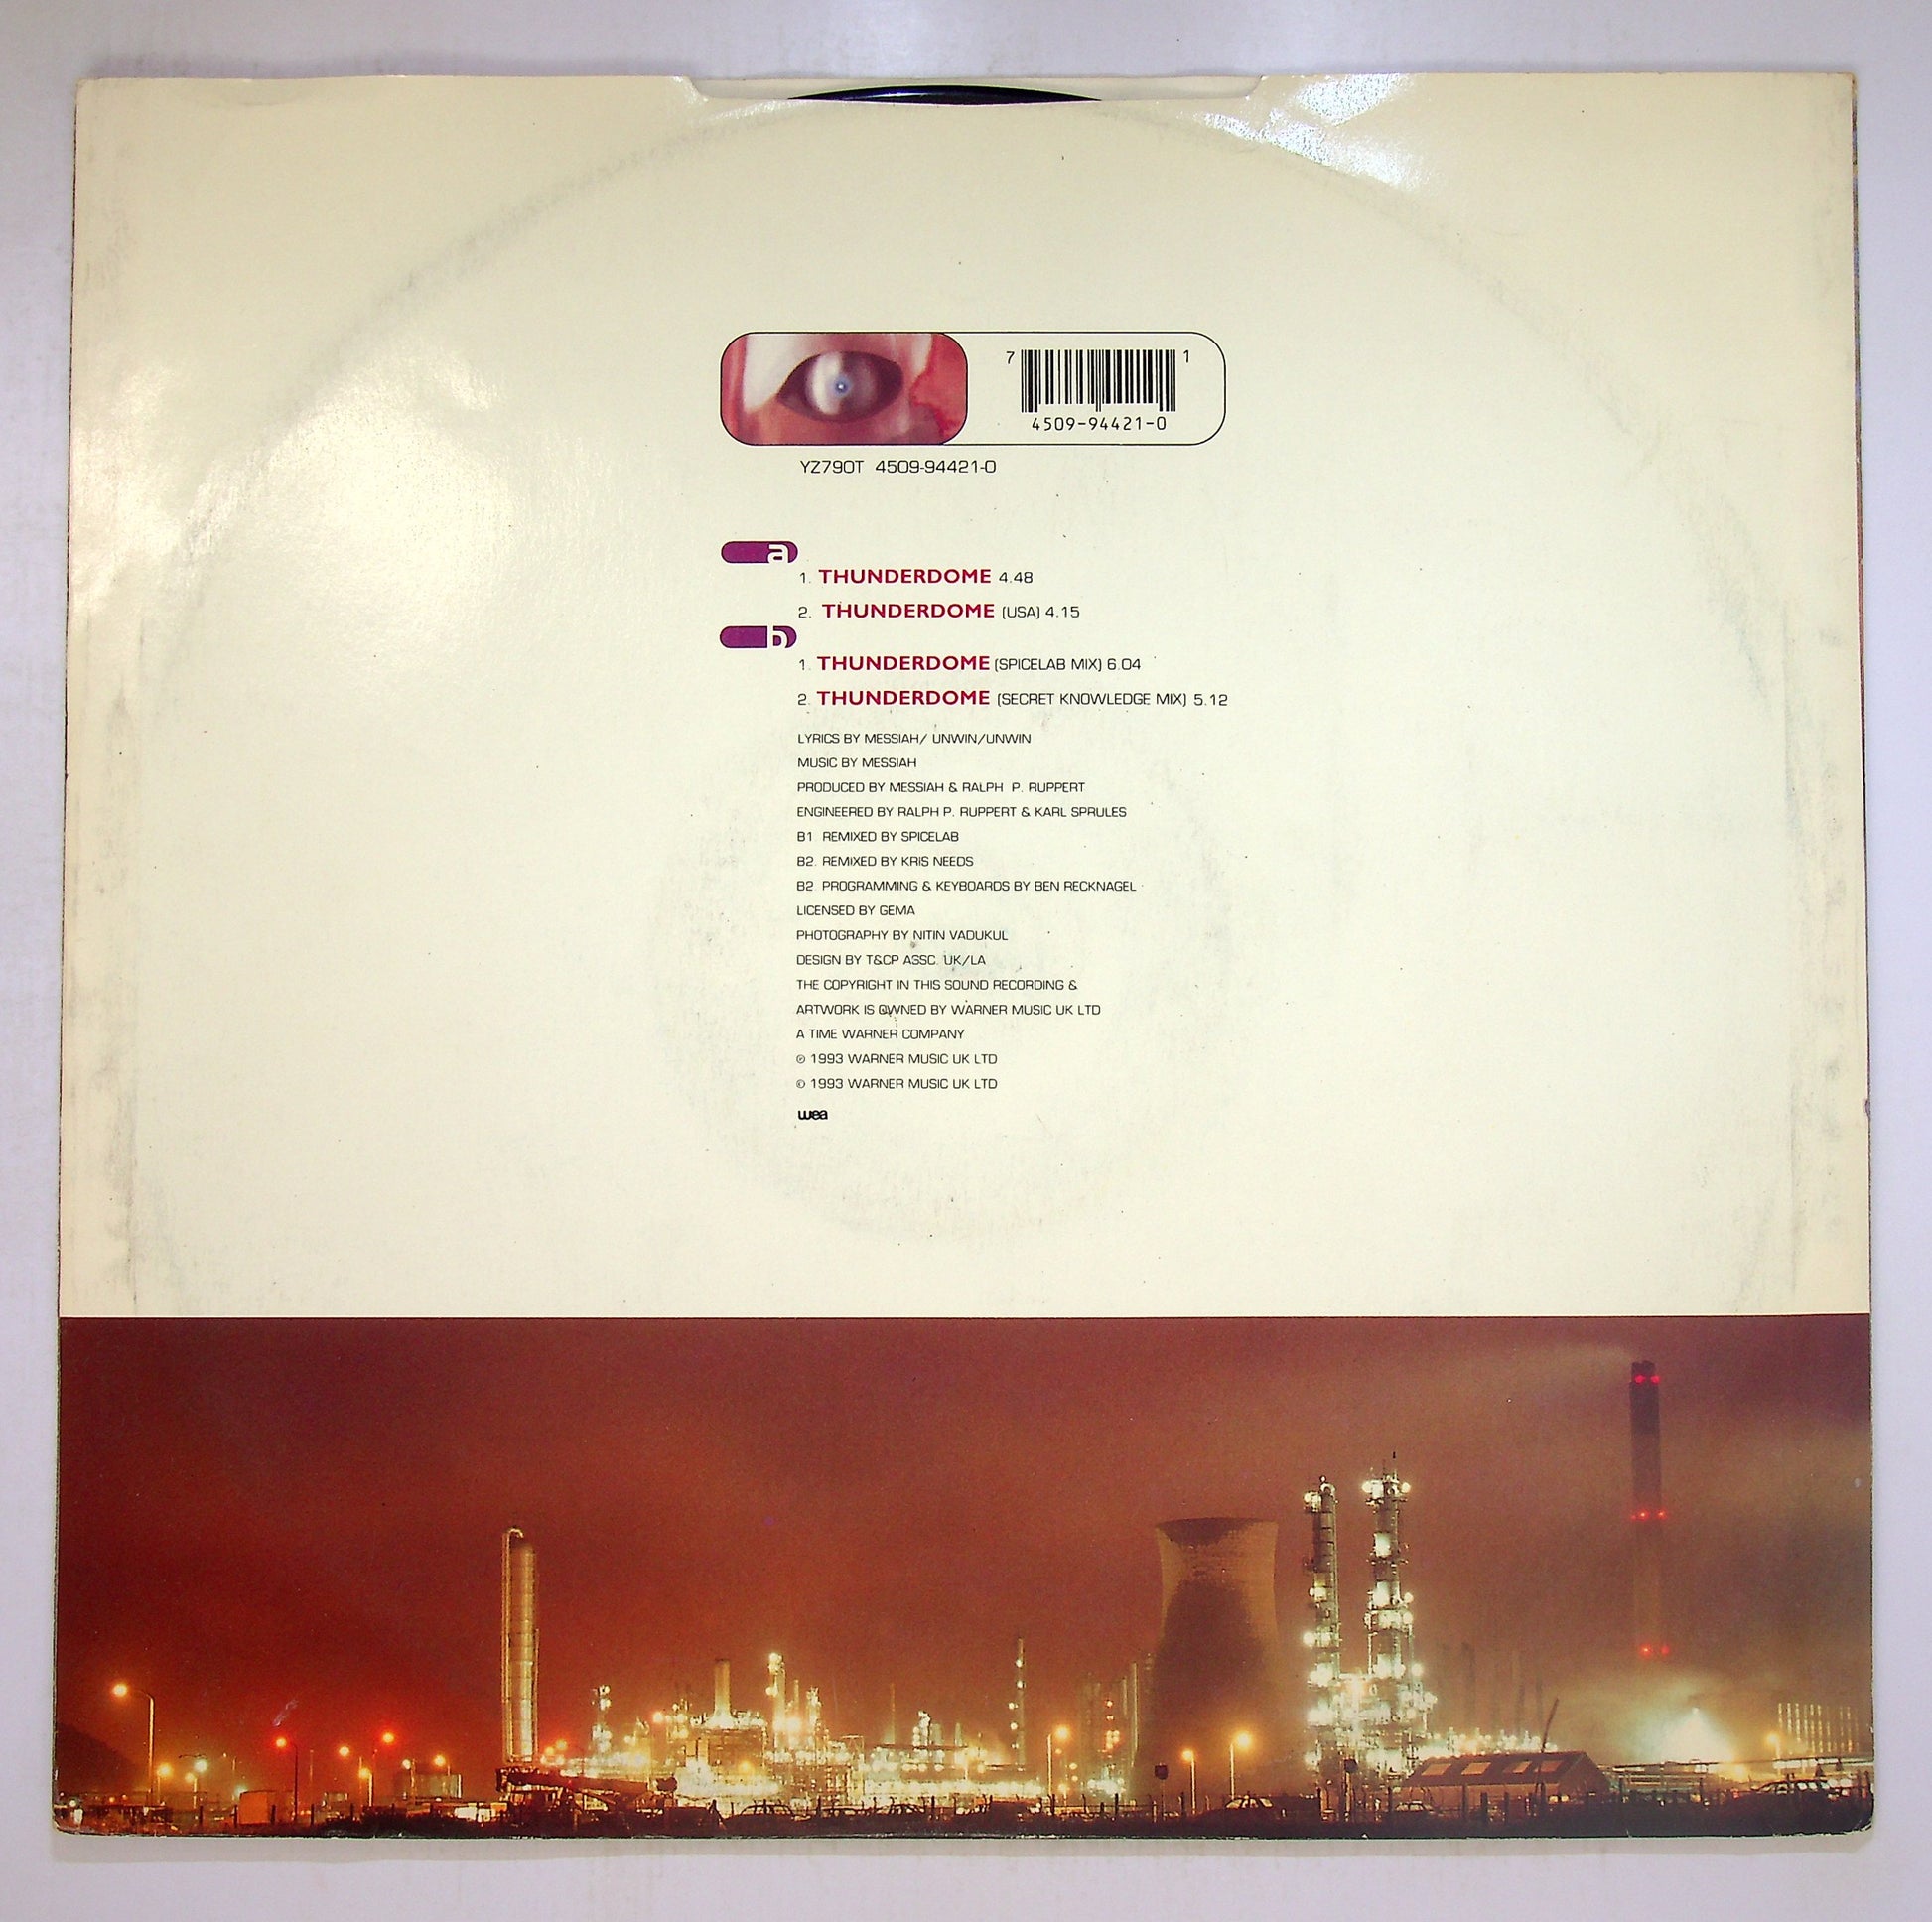 7 1
4509-94421-0
YZ790T 4509-94421-0
a
1. THUNDERDOME 4.48
2. THUNDERDOME (USA) 4.15
b
1. THUNDERDOME (SPICELAB MIX) 6.04
2. THUNDERDOME (SECRET KNOWLEDGE MIX) 5.12
LYRICS BY MESSIAH/ UNWIN/UNWIN
MUSIC BY MESSIAH
PRODUCED BY MESSIAH & RALPH P. RUPPERT
ENGINEERED BY RALPH P. RUPPERT & KARL SPRULES
B1 REMIXED BY SPICELAB
B2. REMIXED BY KRIS NEEDS
B2 PROGRAMMING & KEYBOARDS BY BEN RECKNAGEL
LICENSED BY GEMA
PHOTOGRAPHY BY NITIN VADUKUL
DESIGN BY T&CP ASSC. UK/LA
THE COPYRIGHT IN THIS SOUND RECORDING &
ARTWORK IS OWNED BY WARNER MUSIC UK LTD
A TIME WARNER COMPANY
℗ 1993 WARNER MUSIC UK LTD
© 1993 WARNER MUSIC UK LTD
wea